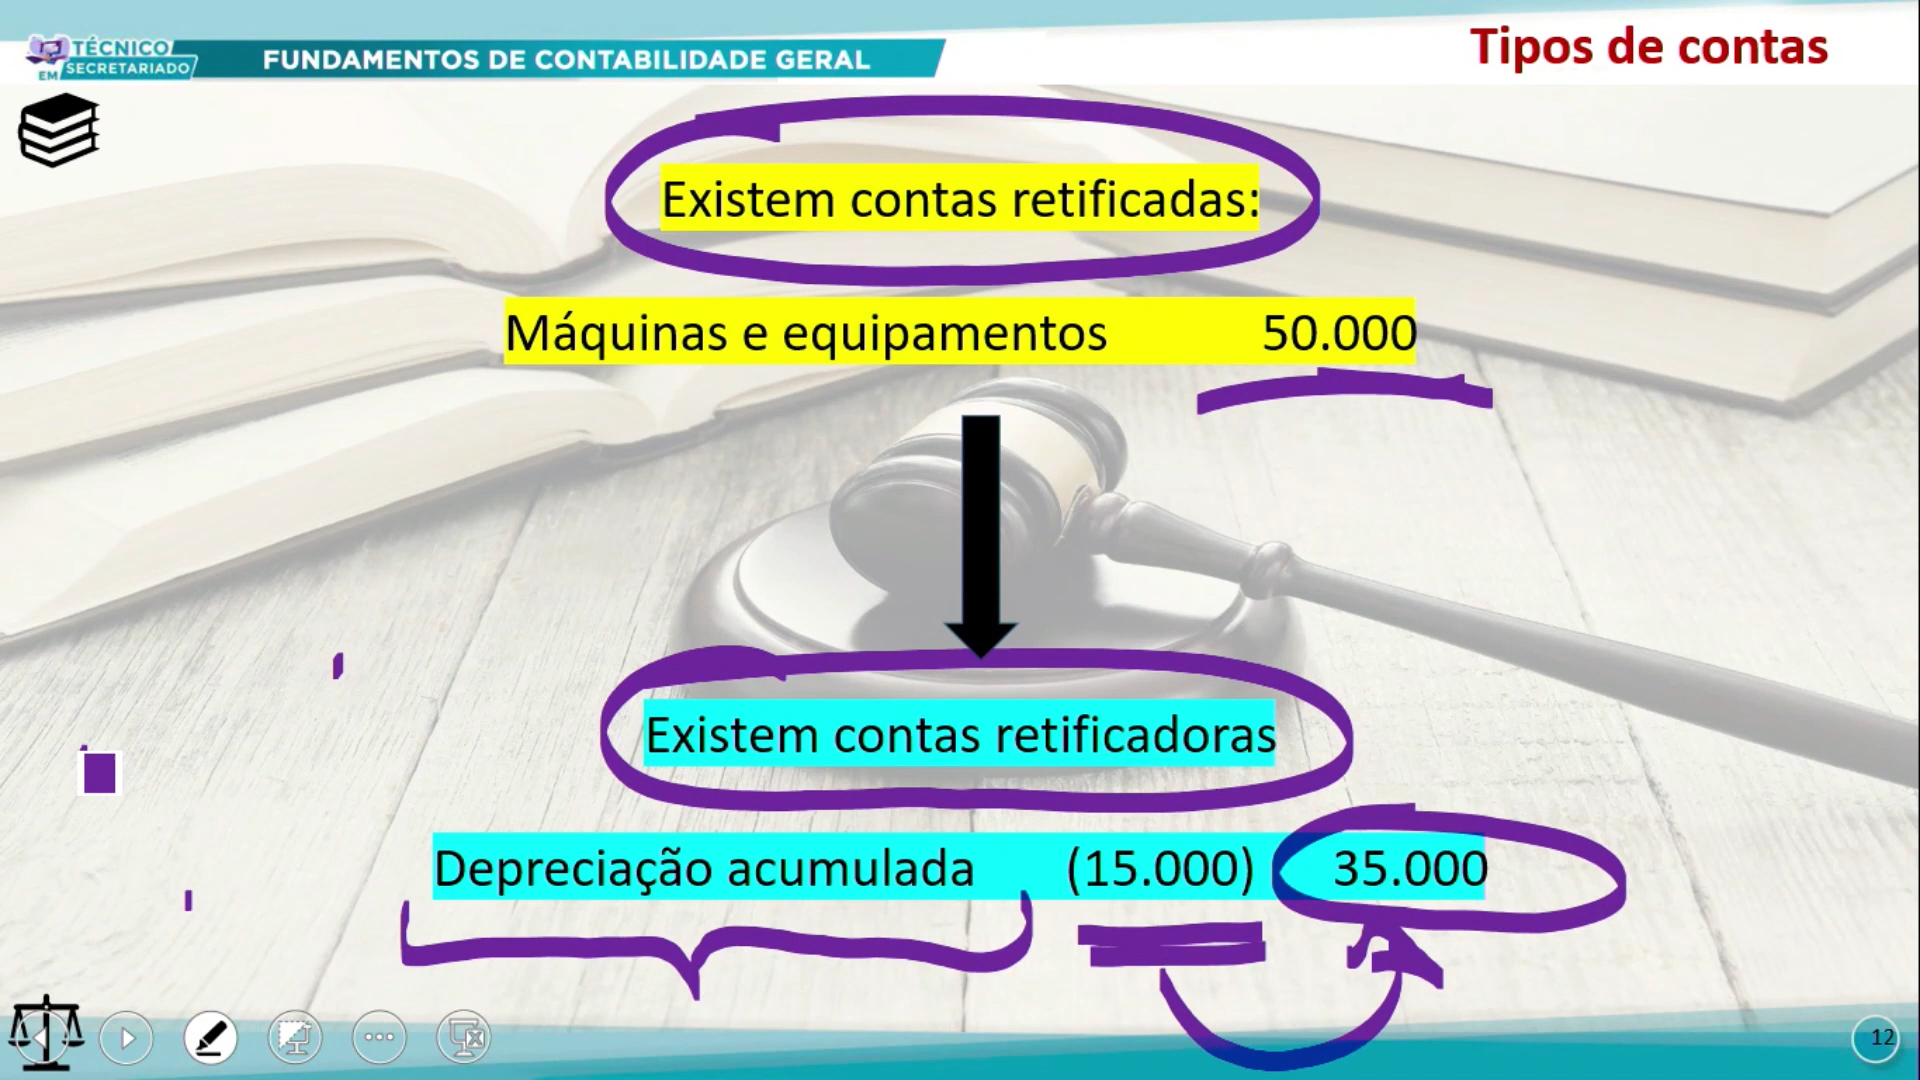 TÉCNICO
EM SECRETARIADO
FUNDAMENTOS DE CONTABILIDADE GERAL
Tipos de contas
Existem contas retificadas:
Máquinas e equipamentos 50.000
Existem contas retificadoras
Depreciação acumulada (15.000) 35.000
12